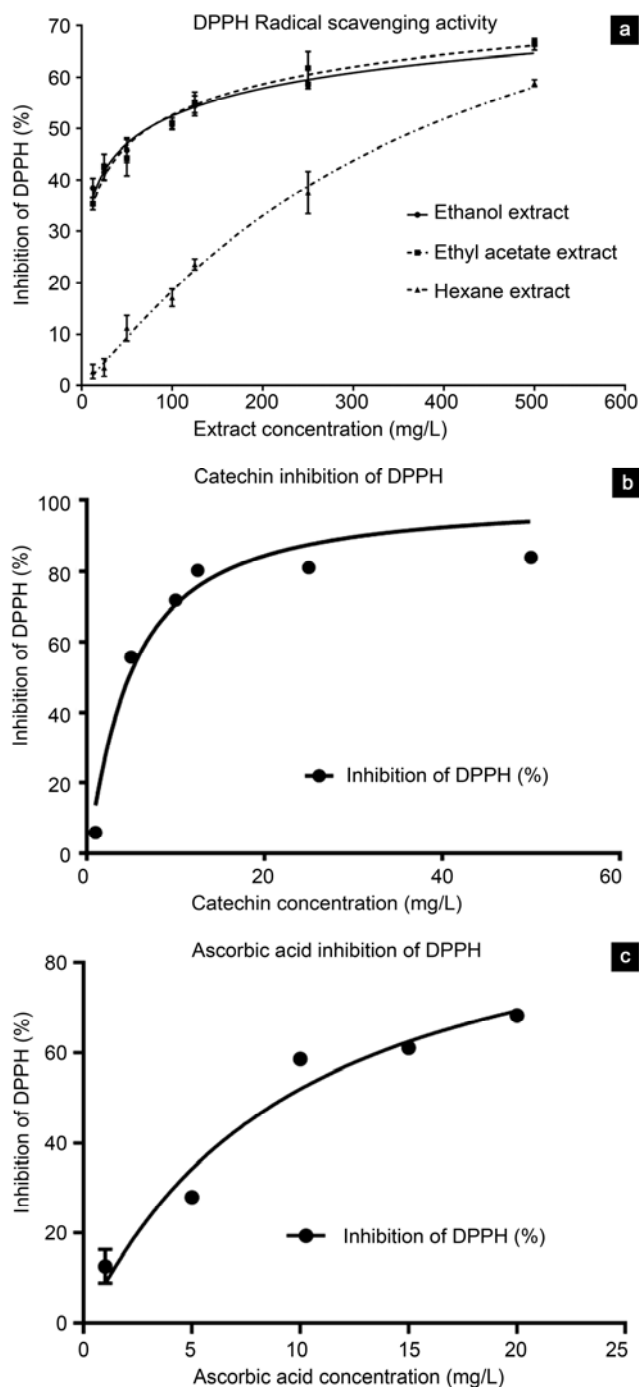 DPPH Radical scavenging activity
a
70
60
50
40
30
20
10
0
Inhibition of DPPH (%)
Ethanol extract
Ethyl acetate extract
Hexane extract
0 100 200 300 400 500 600
Extract concentration (mg/L)
Catechin inhibition of DPPH
b
100
80
60
40
20
0
Inhibition of DPPH (%)
Inhibition of DPPH (%)
0 20 40 60
Catechin concentration (mg/L)
Ascorbic acid inhibition of DPPH
c
80
60
40
20
0
Inhibition of DPPH (%)
Inhibition of DPPH (%)
0 5 10 15 20 25
Ascorbic acid concentration (mg/L)